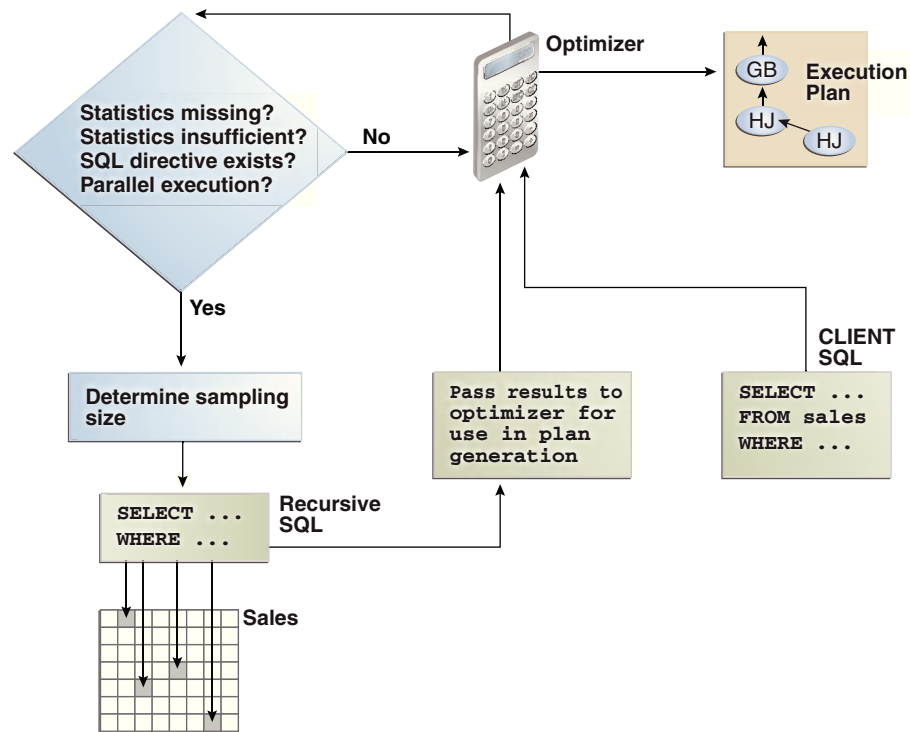 Optimizer
GB
HJ
HJ
Execution
Plan
Statistics missing?
Statistics insufficient?
SQL directive exists?
Parallel execution?
No
Yes
CLIENT
SQL
Determine sampling
size
Pass results to
optimizer for
use in plan
generation
SELECT ...
FROM sales
WHERE ...
SELECT ...
WHERE ...
Recursive
SQL
Sales